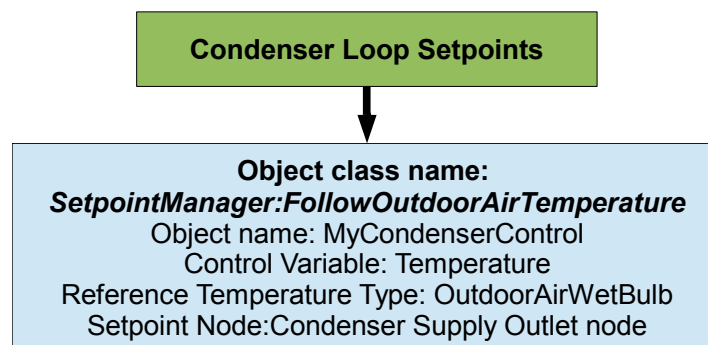 Condenser Loop Setpoints
Object class name:
SetpointManager:FollowOutdoorAirTemperature
Object name: MyCondenserControl
Control Variable: Temperature
Reference Temperature Type: OutdoorAirWetBulb
Setpoint Node:Condenser Supply Outlet node